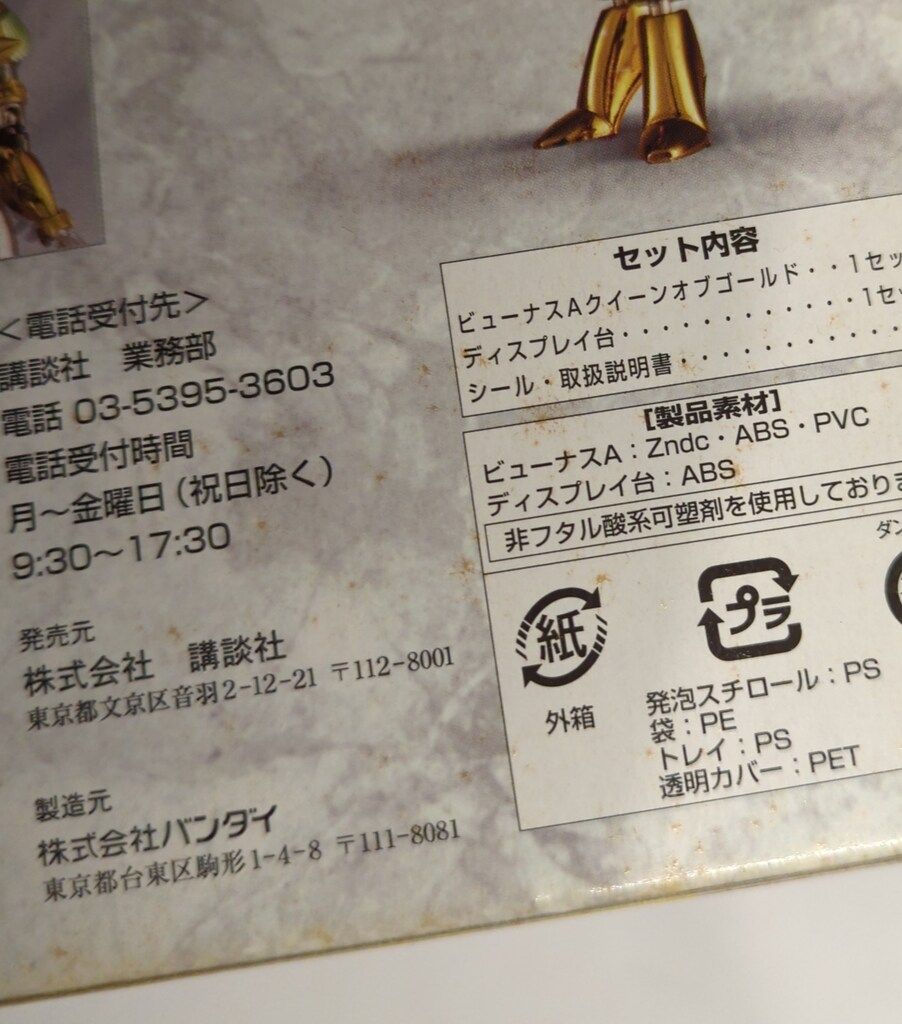 ＜電話受付先＞
講談社　業務部
電話 03-5395-3603
電話受付時間
月〜金曜日（祝日除く）
9:30〜17:30
発売元
株式会社　講談社
東京都文京区音羽2-12-21 〒112-8001
製造元
株式会社バンダイ
東京都台東区駒形1-4-8 〒111-8081
セット内容
ビューナスAクイーンオブゴールド・・1セッ
ディスプレイ台・・・・・・・・・・・・1セ
シール・取扱説明書・・・・・・・・・・
［製品素材］
ビューナスA：Zndc・ABS・PVC
ディスプレイ台：ABS
非フタル酸系可塑剤を使用しており
紙
外箱
プラ
発泡スチロール：PS
袋：PE
トレイ：PS
透明カバー：PET
ダン